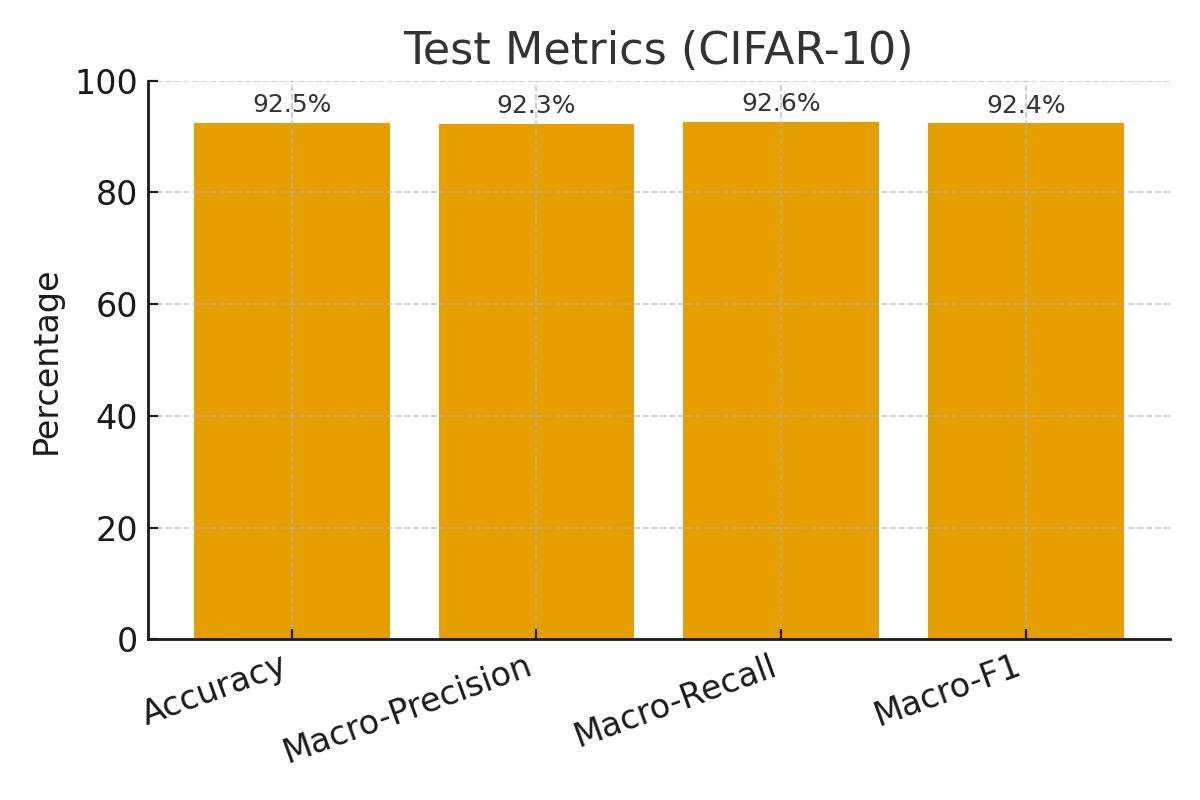 Test Metrics (CIFAR-10)
100
92.5%
92.3%
92.6%
92.4%
80
60
40
20
0
Percentage
Accuracy
Macro-Precision
Macro-Recall
Macro-F1